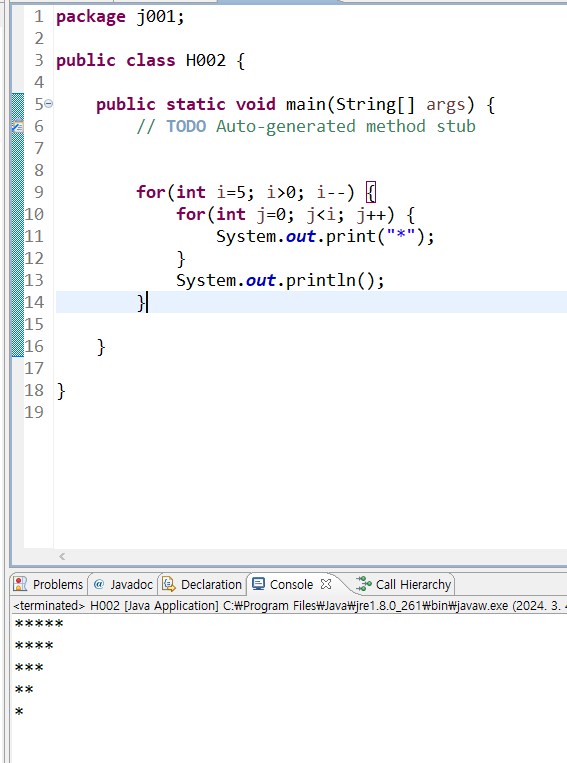 1 package j001;
2
3 public class H002 {
4
5     public static void main(String[] args) {
6         // TODO Auto-generated method stub
7
8
9         for(int i=5; i>0; i--) {
10             for(int j=0; j<i; j++) {
11                 System.out.print("*");
12             }
13             System.out.println();
14         }
15
16     }
17
18 }
19
Problems @ Javadoc Declaration Console Call Hierarchy
<terminated> H002 [Java Application] C:₩Program Files₩Java₩jre1.8.0_261₩bin₩javaw.exe (2024. 3. 4
*****
****
***
**
*